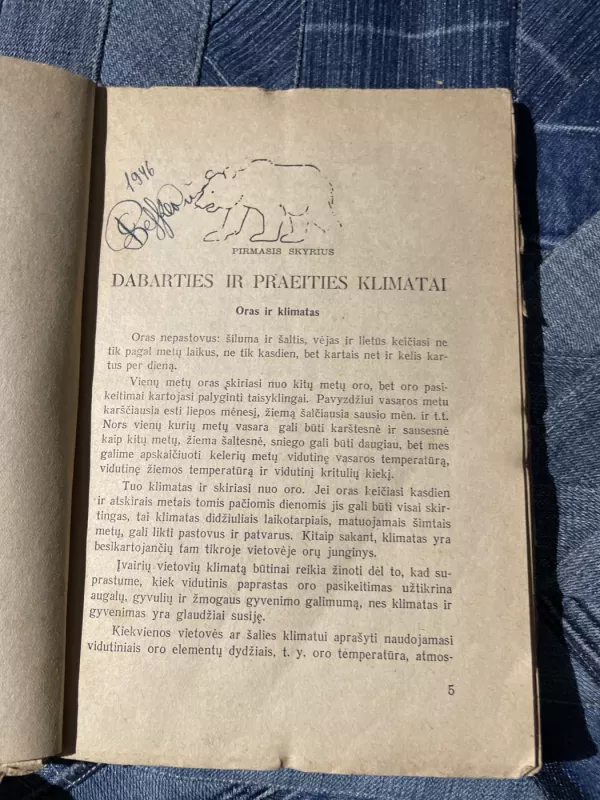 1946
PIRMASIS SKYRIUS
DABARTIES IR PRAEITIES KLIMATAI
Oras ir klimatas
Oras nepastovus: šiluma ir šaltis, vėjas ir lietūs keičiasi ne
tik pagal metų laikus, ne tik kasdien, bet kartais net ir kelis kar-
tus per dieną.
Vienų metų oras skiriasi nuo kitų metų oro, bet oro pasi-
keitimai kartojasi palyginti taisyklingai. Pavyzdžiui vasaros metu
karščiausia esti liepos mėnesį, žiemą šalčiausia sausio mėn. ir t.t.
Nors vienų kurių metų vasara gali būti karštesnė ir sausesnė
kaip kitų metų, žiema šaltesnė, sniego gali būti daugiau, bet mes
galime apskaičiuoti kelerių metų vidutinę vasaros temperatūrą,
vidutinę žiemos temperatūrą ir vidutinį kritulių kiekį.
Tuo klimatas ir skiriasi nuo oro. Jei oras keičiasi kasdien
ir atskirais metais tomis pačiomis dienomis jis gali būti visai skir-
tingas, tai klimatas didžiuliais laikotarpiais, matuojamais šimtais
metų, gali likti pastovus ir patvarus. Kitaip sakant, klimatas yra
besikartojančių tam tikroje vietovėje orų junginys.
Įvairių vietovių klimatą būtinai reikia žinoti dėl to, kad su-
prastume, kiek vidutinis paprastas oro pasikeitimas užtikrina
augalų, gyvulių ir žmogaus gyvenimo galimumą, nes klimatas ir
gyvenimas yra glaudžiai susiję.
Kiekvienos vietovės ar šalies klimatui aprašyti naudojamasi
vidutiniais oro elementų dydžiais, t. y. oro temperatūra, atmos-
5